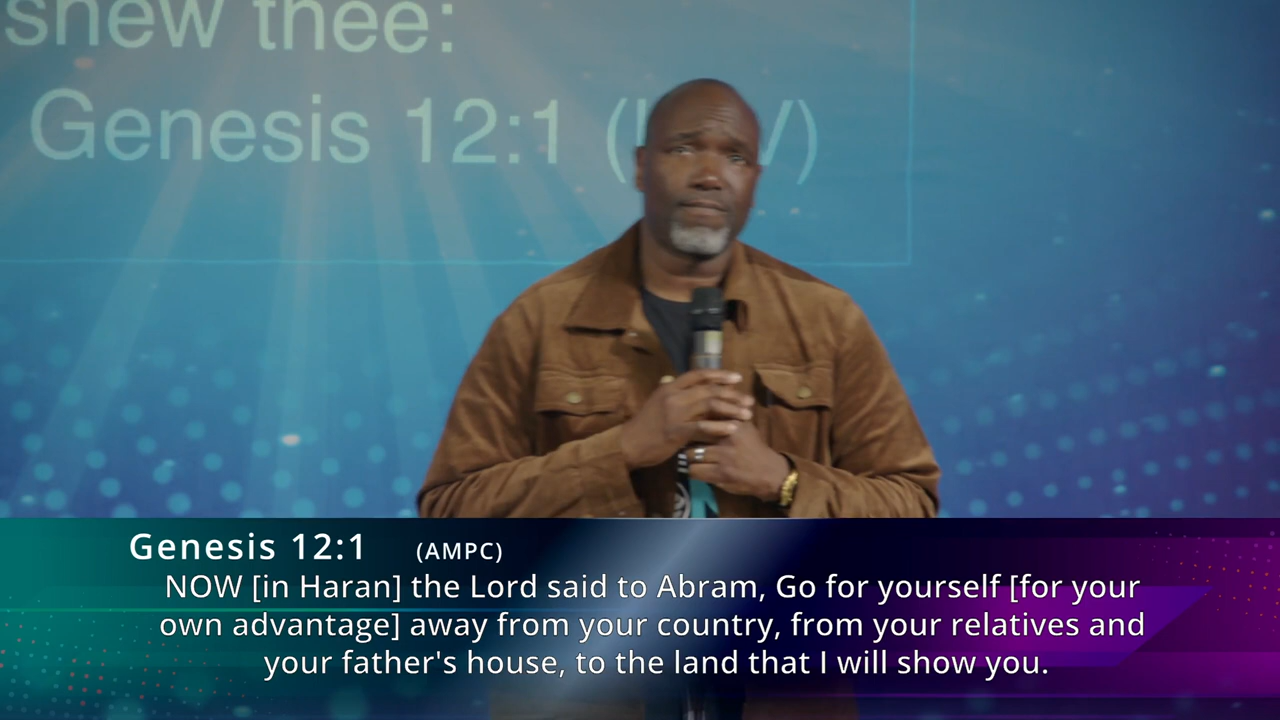 shew thee:
Genesis 12:1 (
Genesis 12:1 (AMPC)
NOW [in Haran] the Lord said to Abram, Go for yourself [for your
own advantage] away from your country, from your relatives and
your father's house, to the land that I will show you.